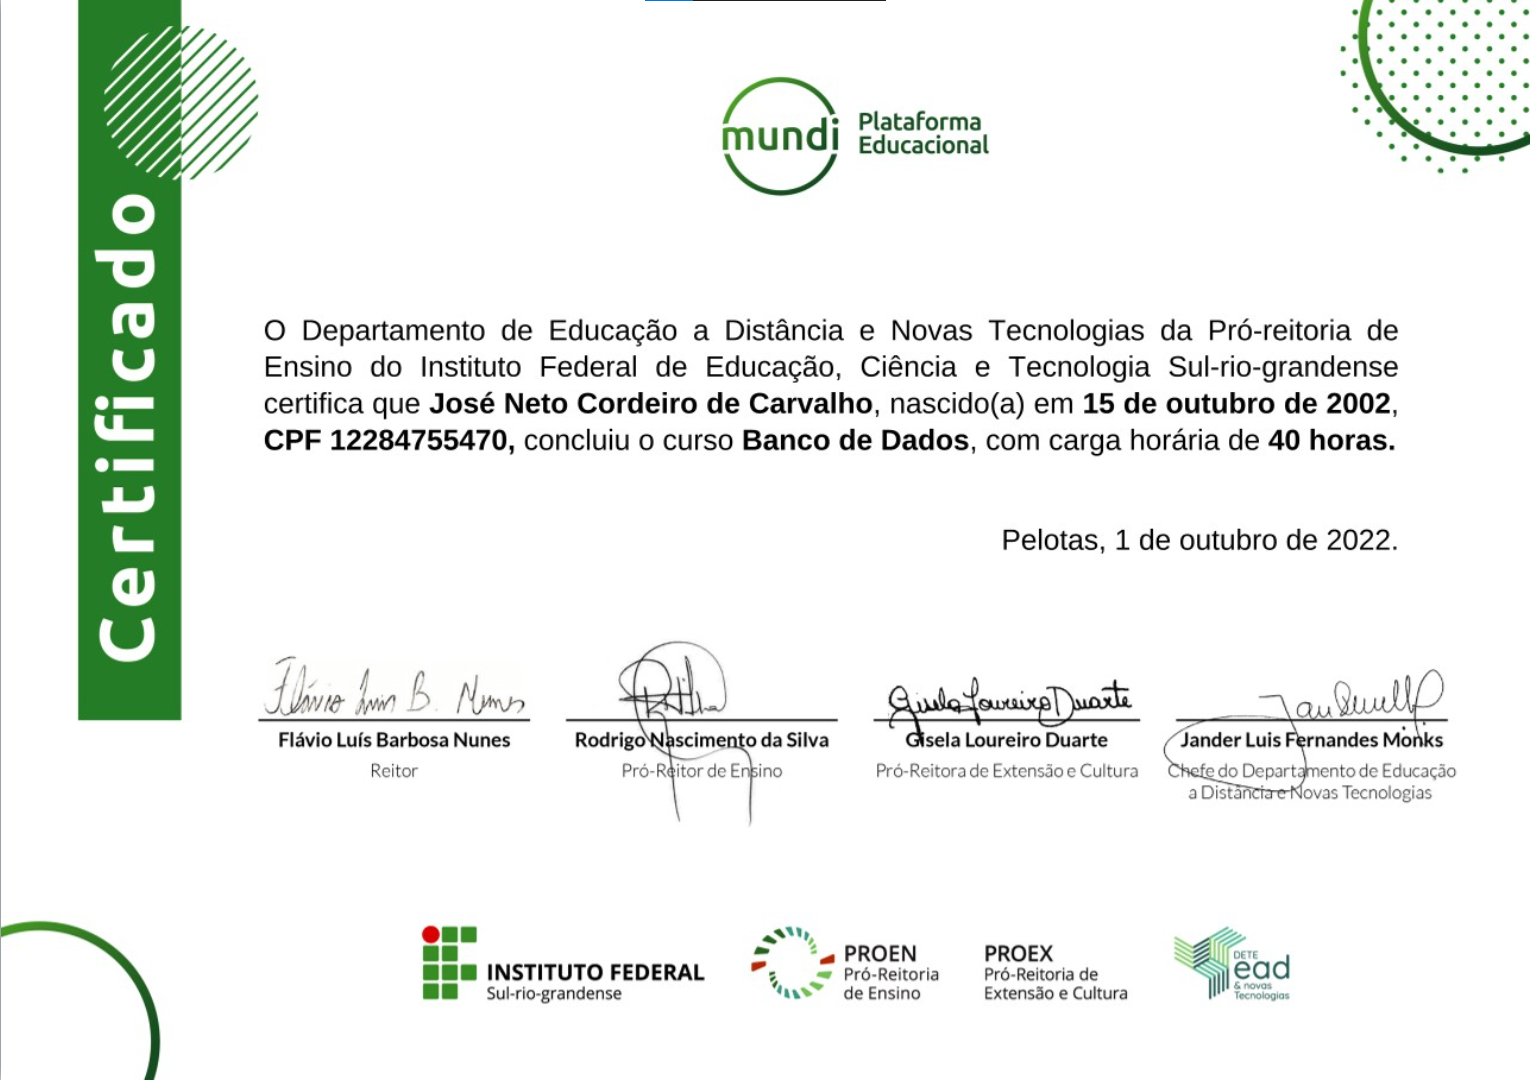 Certificado
mundi
Plataforma
Educacional
O Departamento de Educação a Distância e Novas Tecnologias da Pró-reitoria de
Ensino do Instituto Federal de Educação, Ciência e Tecnologia Sul-rio-grandense
certifica que José Neto Cordeiro de Carvalho, nascido(a) em 15 de outubro de 2002,
CPF 12284755470, concluiu o curso Banco de Dados, com carga horária de 40 horas.
Pelotas, 1 de outubro de 2022.
Flávio Luis B. Nunes
Gisela Loureiro Duarte
Flávio Luís Barbosa Nunes
Reitor
Rodrigo Nascimento da Silva
Pró-Reitor de Ensino
Gisela Loureiro Duarte
Pró-Reitora de Extensão e Cultura
Jander Luis Fernandes Monks
Chefe do Departamento de Educação
a Distância e Novas Tecnologias
INSTITUTO FEDERAL
Sul-rio-grandense
PROEN
Pró-Reitoria
de Ensino
PROEX
Pró-Reitoria de
Extensão e Cultura
DETE
ead
& novas
Tecnologias